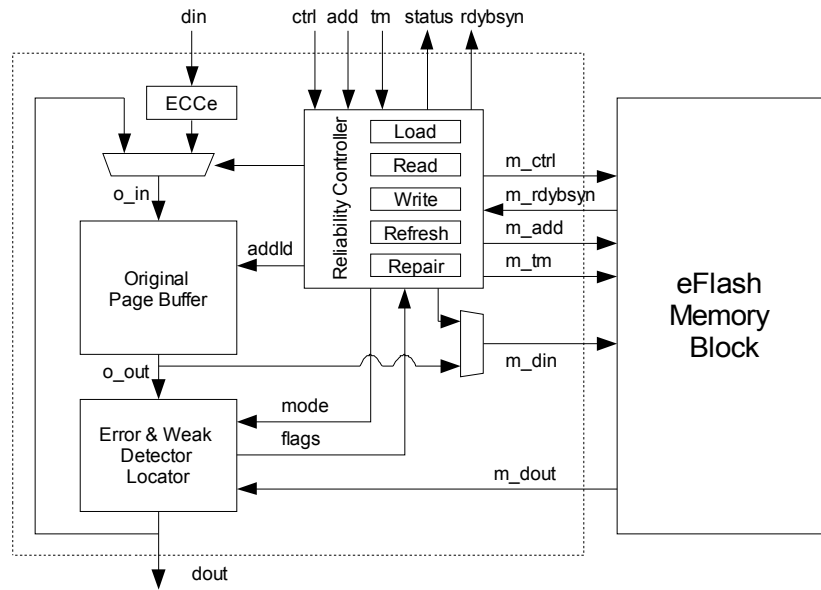 din
ctrl
add
tm
status
rdybsyn
ECCe
Reliability Controller
Load
Read
Write
Refresh
Repair
m_ctrl
m_rdybsyn
m_add
m_tm
o_in
addld
Original
Page Buffer
eFlash
Memory
Block
m_din
o_out
mode
flags
Error & Weak
Detector
Locator
m_dout
dout